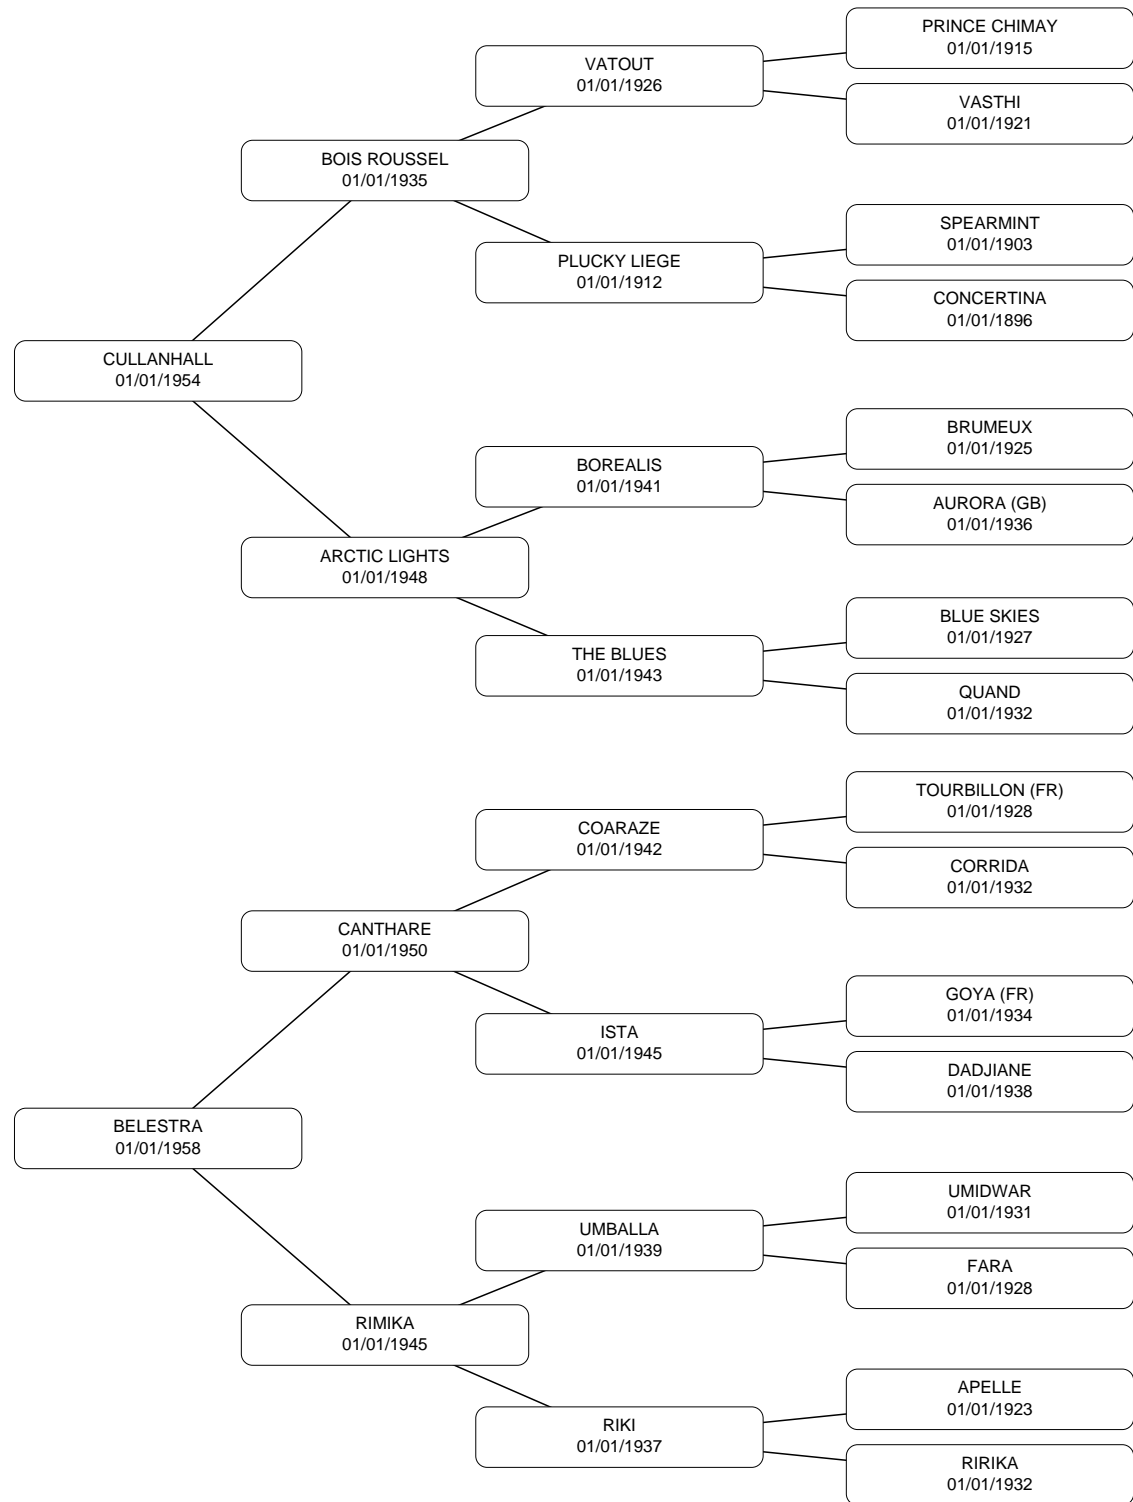 PRINCE CHIMAY
01/01/1915
VATOUT
01/01/1926
VASTHI
01/01/1921
BOIS ROUSSEL
01/01/1935
SPEARMINT
01/01/1903
PLUCKY LIEGE
01/01/1912
CONCERTINA
01/01/1896
CULLANHALL
01/01/1954
BRUMEUX
01/01/1925
BOREALIS
01/01/1941
AURORA (GB)
01/01/1936
ARCTIC LIGHTS
01/01/1948
BLUE SKIES
01/01/1927
THE BLUES
01/01/1943
QUAND
01/01/1932
TOURBILLON (FR)
01/01/1928
COARAZE
01/01/1942
CORRIDA
01/01/1932
CANTHARE
01/01/1950
GOYA (FR)
01/01/1934
ISTA
01/01/1945
DADJIANE
01/01/1938
BELESTRA
01/01/1958
UMIDWAR
01/01/1931
UMBALLA
01/01/1939
FARA
01/01/1928
RIMIKA
01/01/1945
APELLE
01/01/1923
RIKI
01/01/1937
RIRIKA
01/01/1932